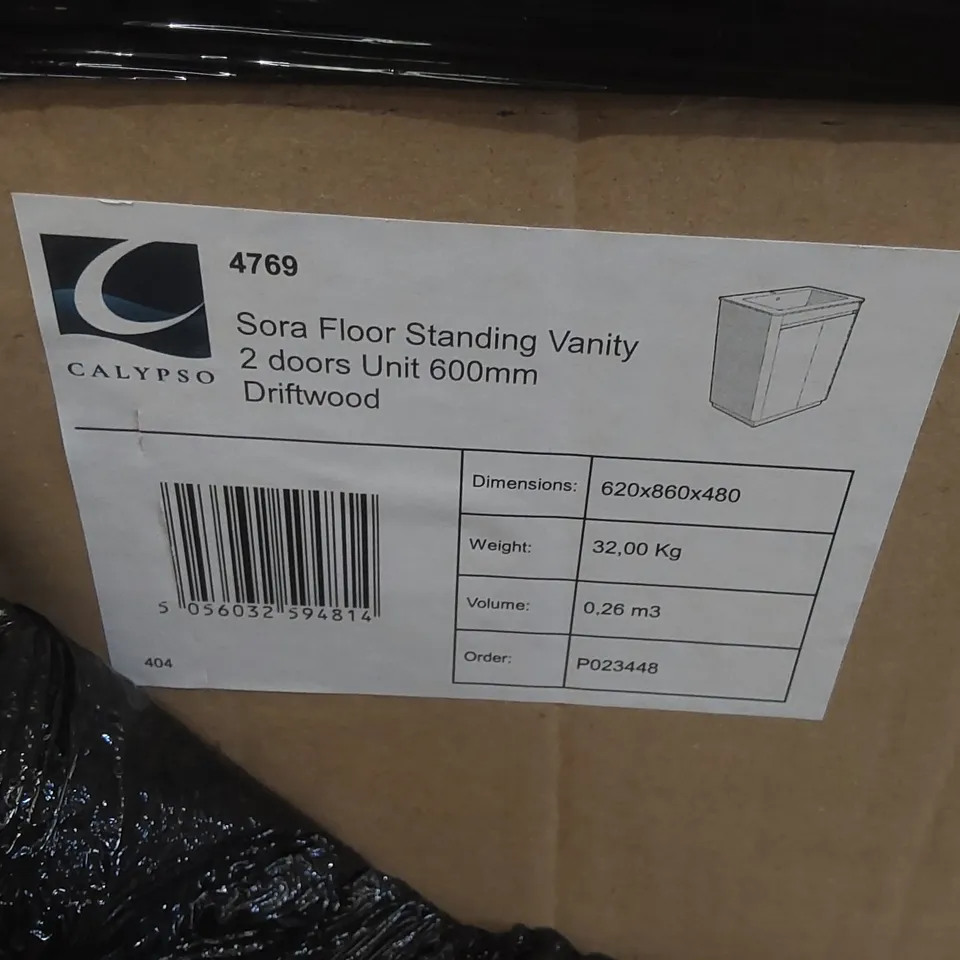 CALYPSO
4769
Sora Floor Standing Vanity
2 doors Unit 600mm
Driftwood
5 056032 594814
404
Dimensions: 620x860x480
Weight: 32,00 Kg
Volume: 0,26 m3
Order: P023448